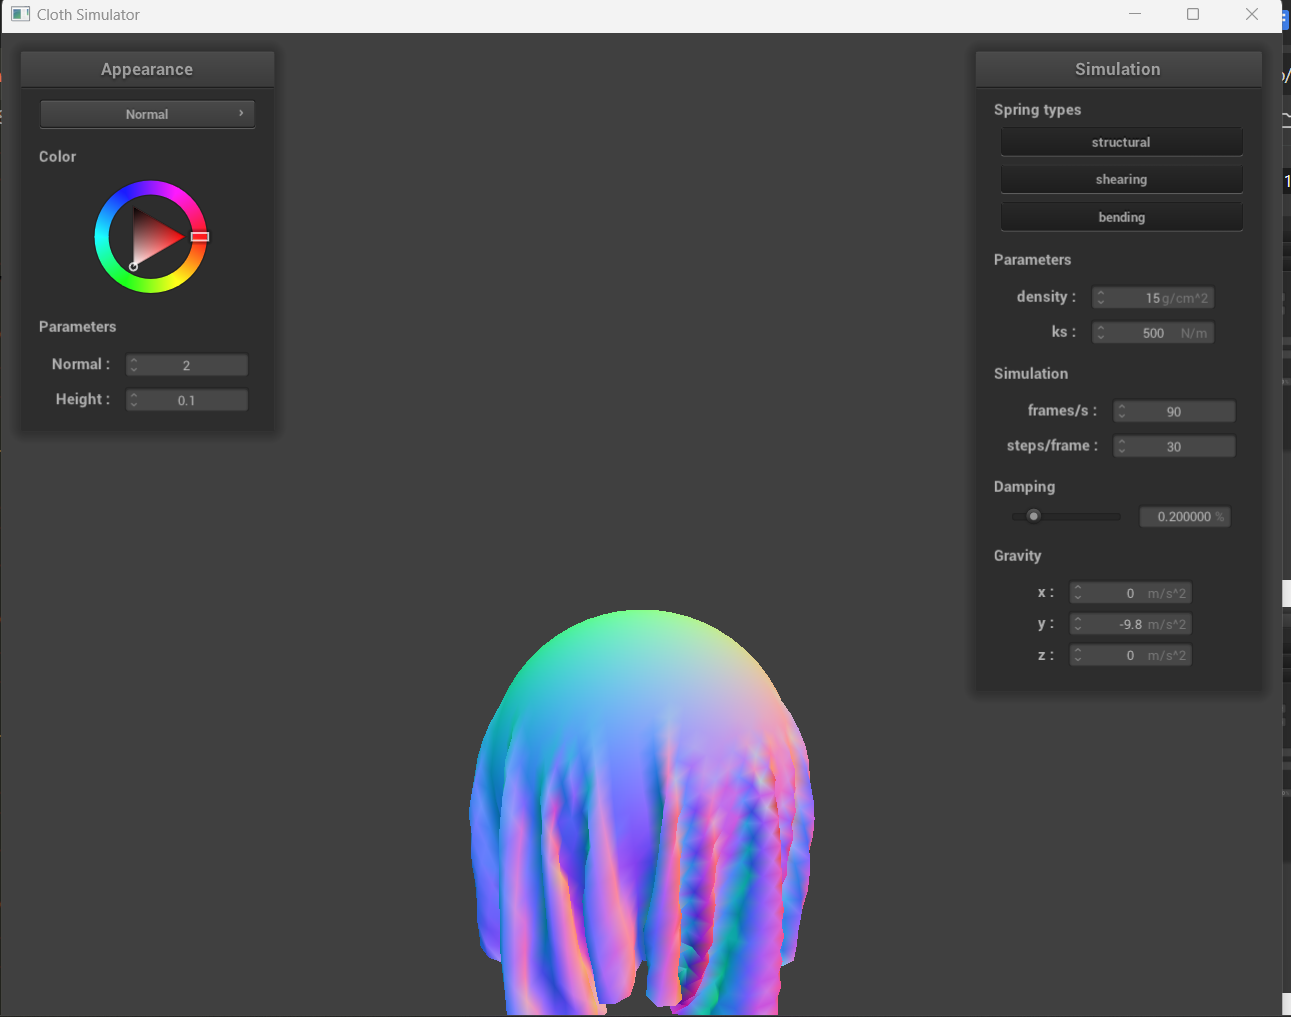 Cloth Simulator
Appearance
Normal
Color
Parameters
Normal : 2
Height : 0.1
Simulation
Spring types
structural
shearing
bending
Parameters
density : 15 g/cm^2
ks : 500 N/m
Simulation
frames/s : 90
steps/frame : 30
Damping
0.200000 %
Gravity
x : 0 m/s^2
y : -9.8 m/s^2
z : 0 m/s^2